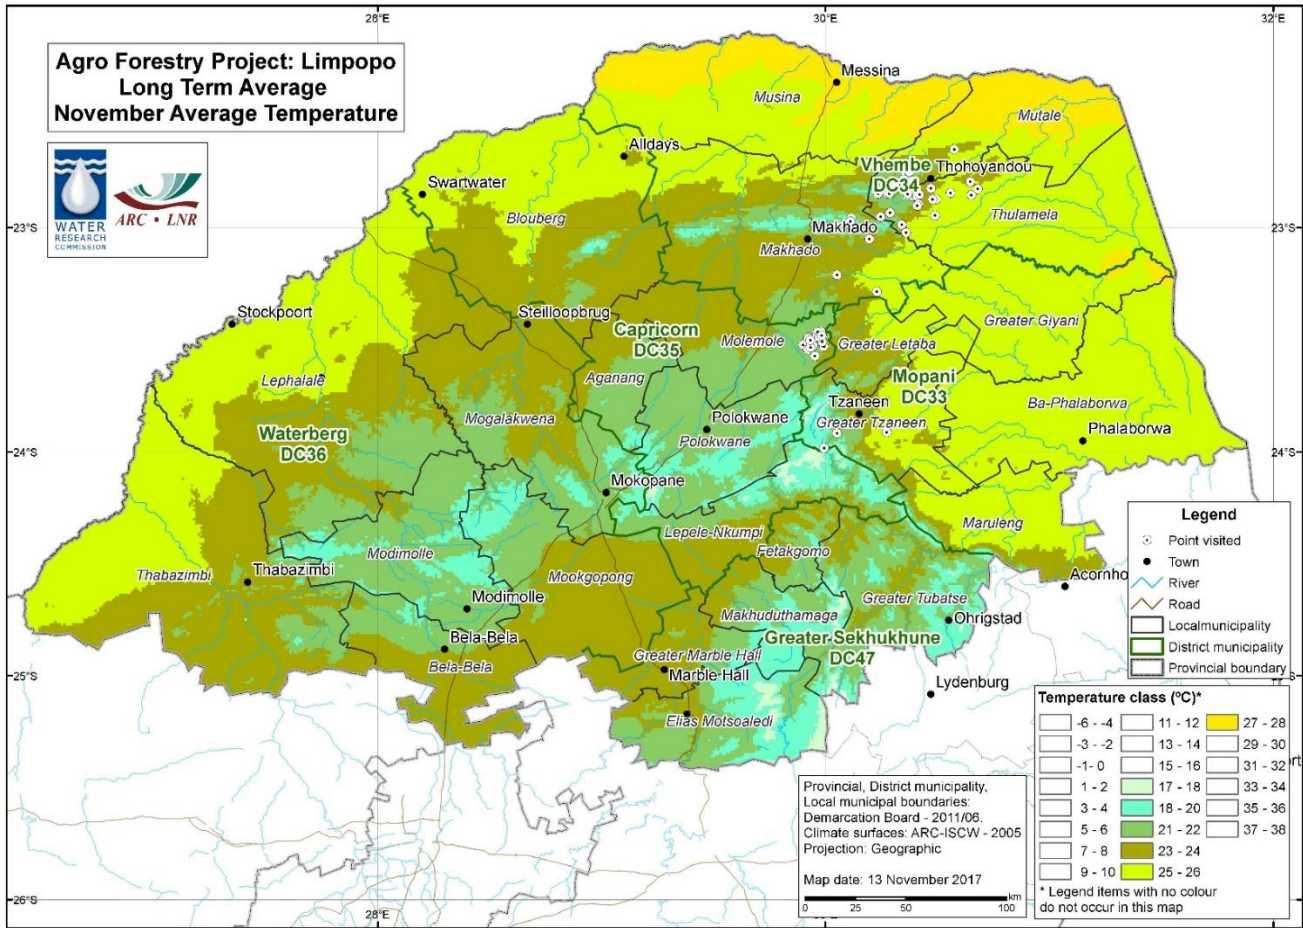 28°E
30°E
32°E
Agro Forestry Project: Limpopo
Long Term Average
November Average Temperature
WATER
RESEARCH
COMMISSION
ARC • LNR
Messina
Musina
Mutale
Alldays
Vhembe
DC34
Thohoyandou
Swartwater
Blouberg
Thulamela
23°S
Makhado
Makhado
23°S
Stockpoort
Steilloopbrug
Capricorn
DC35
Molemole
Greater Giyani
Greater Letaba
Lephalale
Aganang
Mopani
DC33
Mogalakwena
Tzaneen
Ba-Phalaborwa
Waterberg
DC36
Polokwane
Greater Tzaneen
Phalaborwa
Polokwane
24°S
24°S
Mokopane
Lepele-Nkumpi
Maruleng
Modimolle
Fetakgomo
Thabazimbi
Thabazimbi
Mookgopong
Acornho
Modimolle
Makhuduthamaga
Greater Tubatse
Ohrigstad
Bela-Bela
Greater Sekhukhune
DC47
Bela-Bela
Greater Marble Hall
Marble Hall
25°S
Lydenburg
Elias Motsoaledi
Legend
Point visited
Town
River
Road
Localmunicipality
District municipality
Provincial boundary
Temperature class (ºC)*
-6 - -4
-3 - -2
-1- 0
1 - 2
3 - 4
5 - 6
7 - 8
9 - 10
11 - 12
13 - 14
15 - 16
17 - 18
18 - 20
21 - 22
23 - 24
25 - 26
27 - 28
29 - 30
31 - 32
33 - 34
35 - 36
37 - 38
* Legend items with no colour
do not occur in this map
Provincial, District municipality,
Local municipal boundaries:
Demarcation Board - 2011/06.
Climate surfaces: ARC-ISCW - 2005
Projection: Geographic
Map date: 13 November 2017
km
0 25 50 100
26°S
28°E